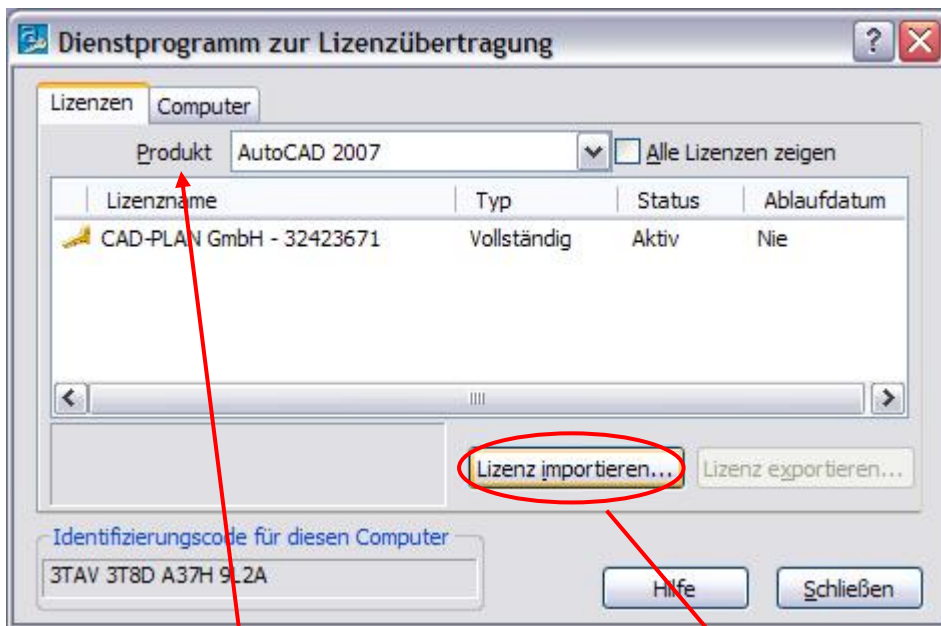 Dienstprogramm zur Lizenzübertragung
Lizenzen Computer
Produkt AutoCAD 2007 Alle Lizenzen zeigen
Lizenzname Typ Status Ablaufdatum
CAD-PLAN GmbH - 32423671 Vollständig Aktiv Nie
Lizenz importieren... Lizenz exportieren...
Identifizierungscode für diesen Computer
3TAV 3T8D A37H 9L2A
Hilfe Schließen